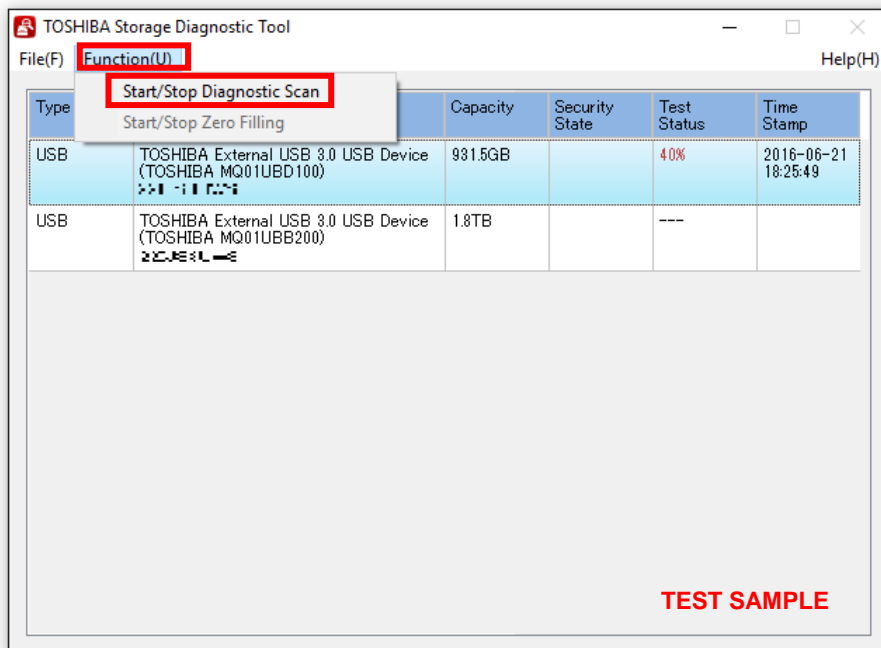 TOSHIBA Storage Diagnostic Tool
File(F) Function(U) Help(H)
Start/Stop Diagnostic Scan
Start/Stop Zero Filling
Type Capacity Security State Test Status Time Stamp
USB TOSHIBA External USB 3.0 USB Device 931.5GB 40% 2016-06-21
(TOSHIBA MQ01UBD100) 18:25:49
USB TOSHIBA External USB 3.0 USB Device 1.8TB ---
(TOSHIBA MQ01UBB200)
TEST SAMPLE